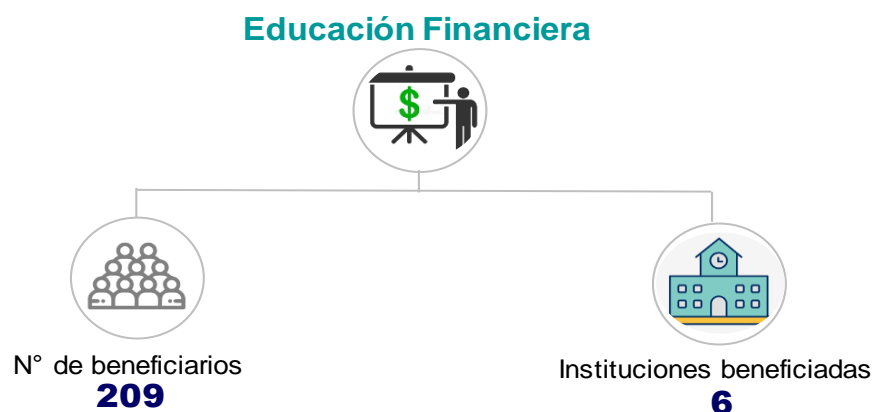 Educación Financiera
$
N° de beneficiarios
209
Instituciones beneficiadas
6